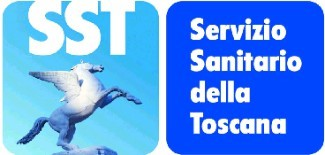 SST
Servizio
Sanitario
della
Toscana